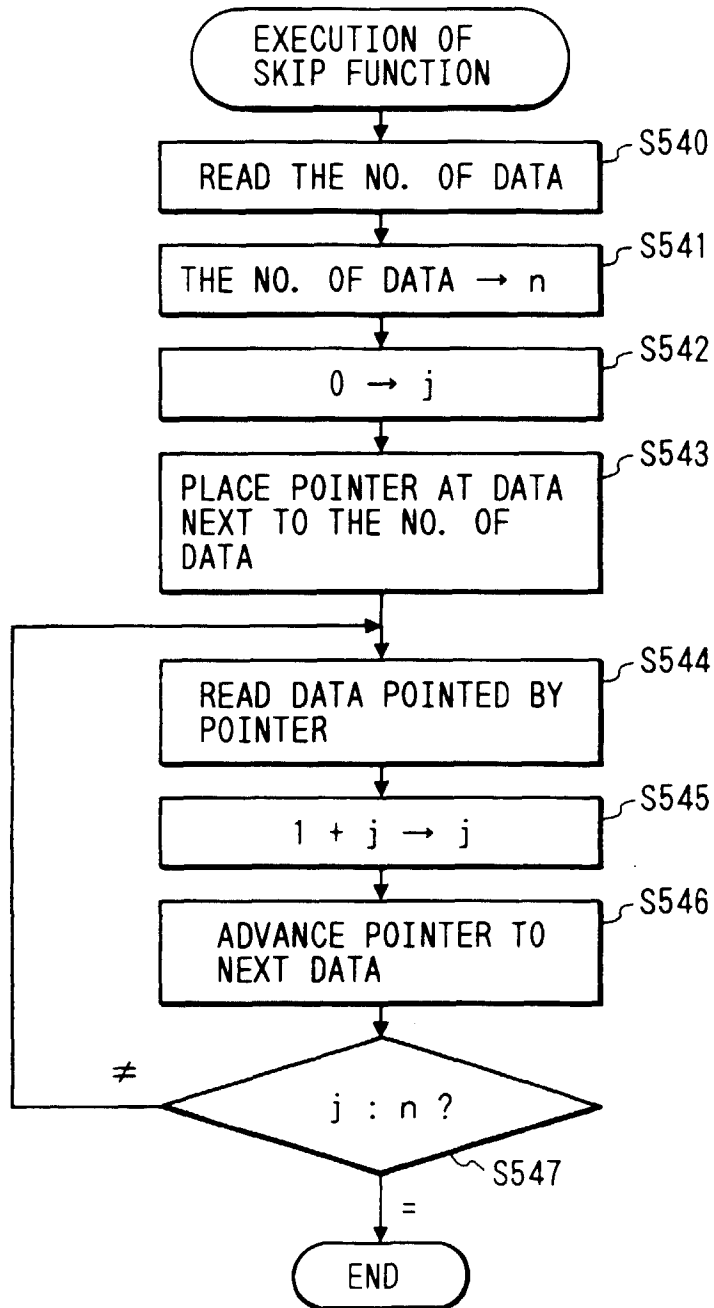 EXECUTION OF
SKIP FUNCTION
S540
READ THE NO. OF DATA
S541
THE NO. OF DATA → n
S542
0 → j
S543
PLACE POINTER AT DATA
NEXT TO THE NO. OF
DATA
S544
READ DATA POINTED BY
POINTER
S545
1 + j → j
S546
ADVANCE POINTER TO
NEXT DATA
≠
j : n ?
S547
=
END